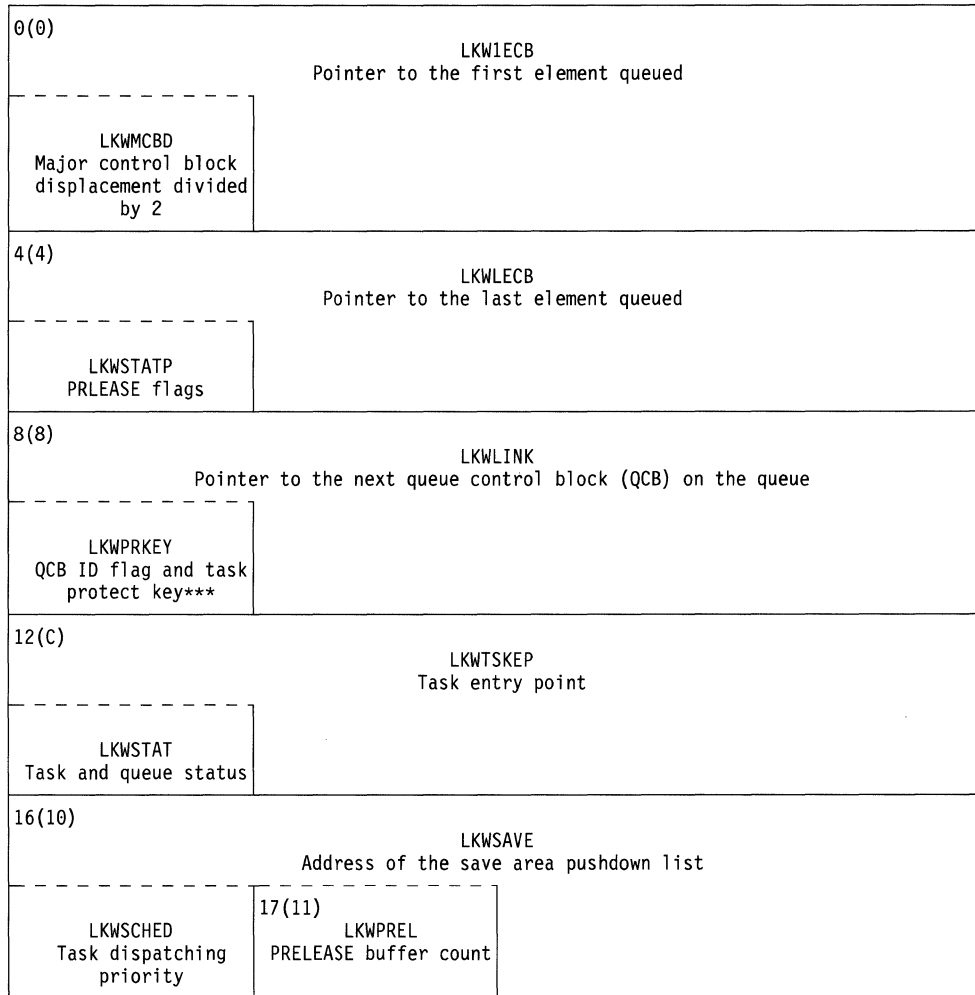 0(0)
LKW1ECB
Pointer to the first element queued
LKWMCBD
Major control block
displacement divided
by 2
4(4)
LKWLECB
Pointer to the last element queued
LKWSTATP
PRLEASE flags
8(8)
LKWLINK
Pointer to the next queue control block (QCB) on the queue
LKWPRKEY
QCB ID flag and task
protect key***
12(C)
LKWTSKEP
Task entry point
LKWSTAT
Task and queue status
16(10)
LKWSAVE
Address of the save area pushdown list
LKWSCHED
Task dispatching
priority
17(11)
LKWPREL
PRELEASE buffer count